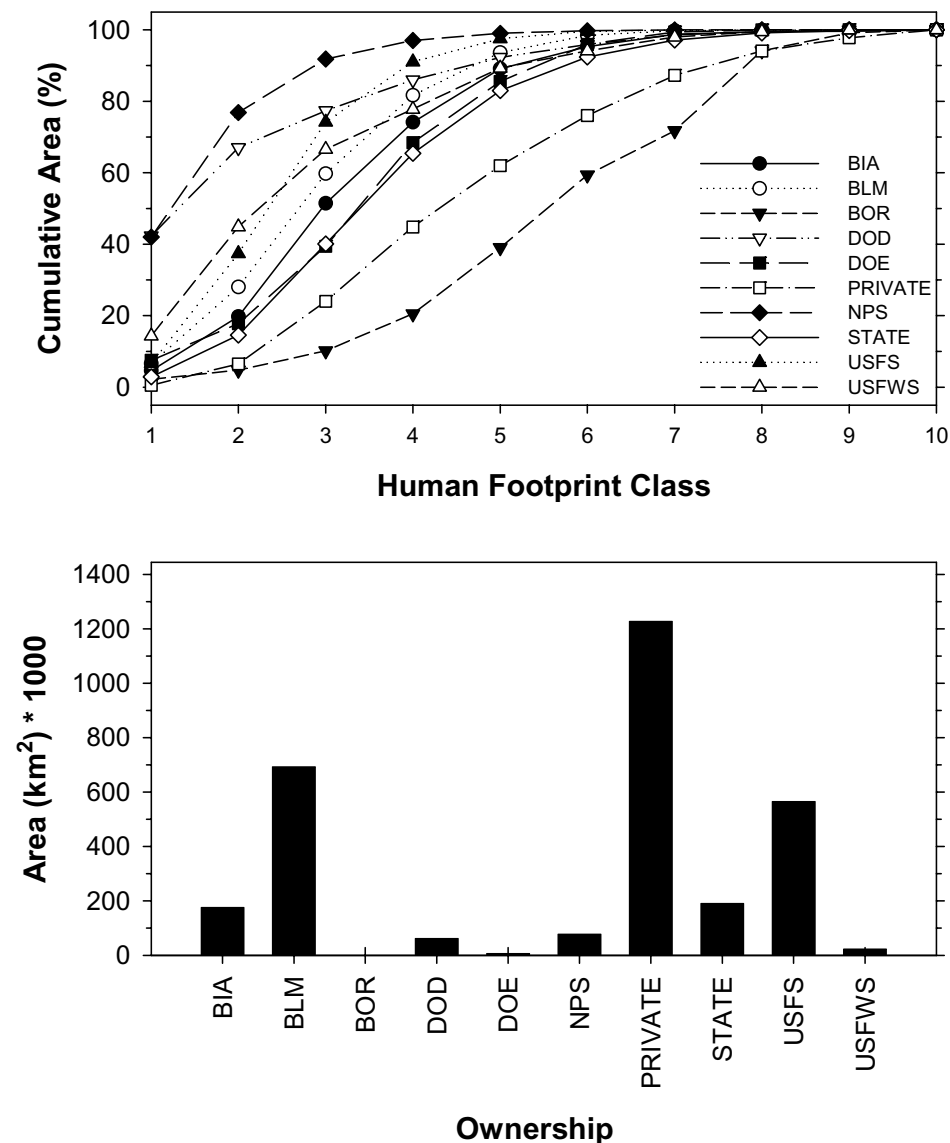 100
80
60
40
20
0
Cumulative Area (%)
BIA
BLM
BOR
DOD
DOE
PRIVATE
NPS
STATE
USFS
USFWS
1 2 3 4 5 6 7 8 9 10
Human Footprint Class
1400
1200
1000
800
600
400
200
0
Area (km²) * 1000
BIA
BLM
BOR
DOD
DOE
NPS
PRIVATE
STATE
USFS
USFWS
Ownership